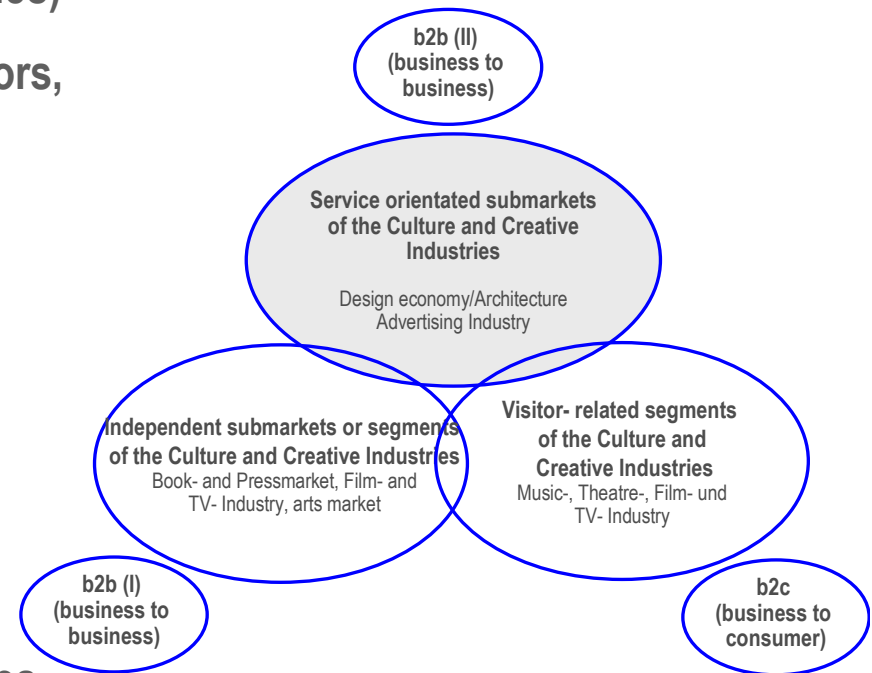 ors,
b2b (II)
(business to
business)
Service orientated submarkets
of the Culture and Creative
Industries
Design economy/Architecture
Advertising Industry
Independent submarkets or segments
of the Culture and Creative Industries
Book- and Pressmarket, Film- and
TV- Industry, arts market
Visitor- related segments
of the Culture and
Creative Industries
Music-, Theatre-, Film- und
TV- Industry
b2b (I)
(business to
business)
b2c
(business to
consumer)